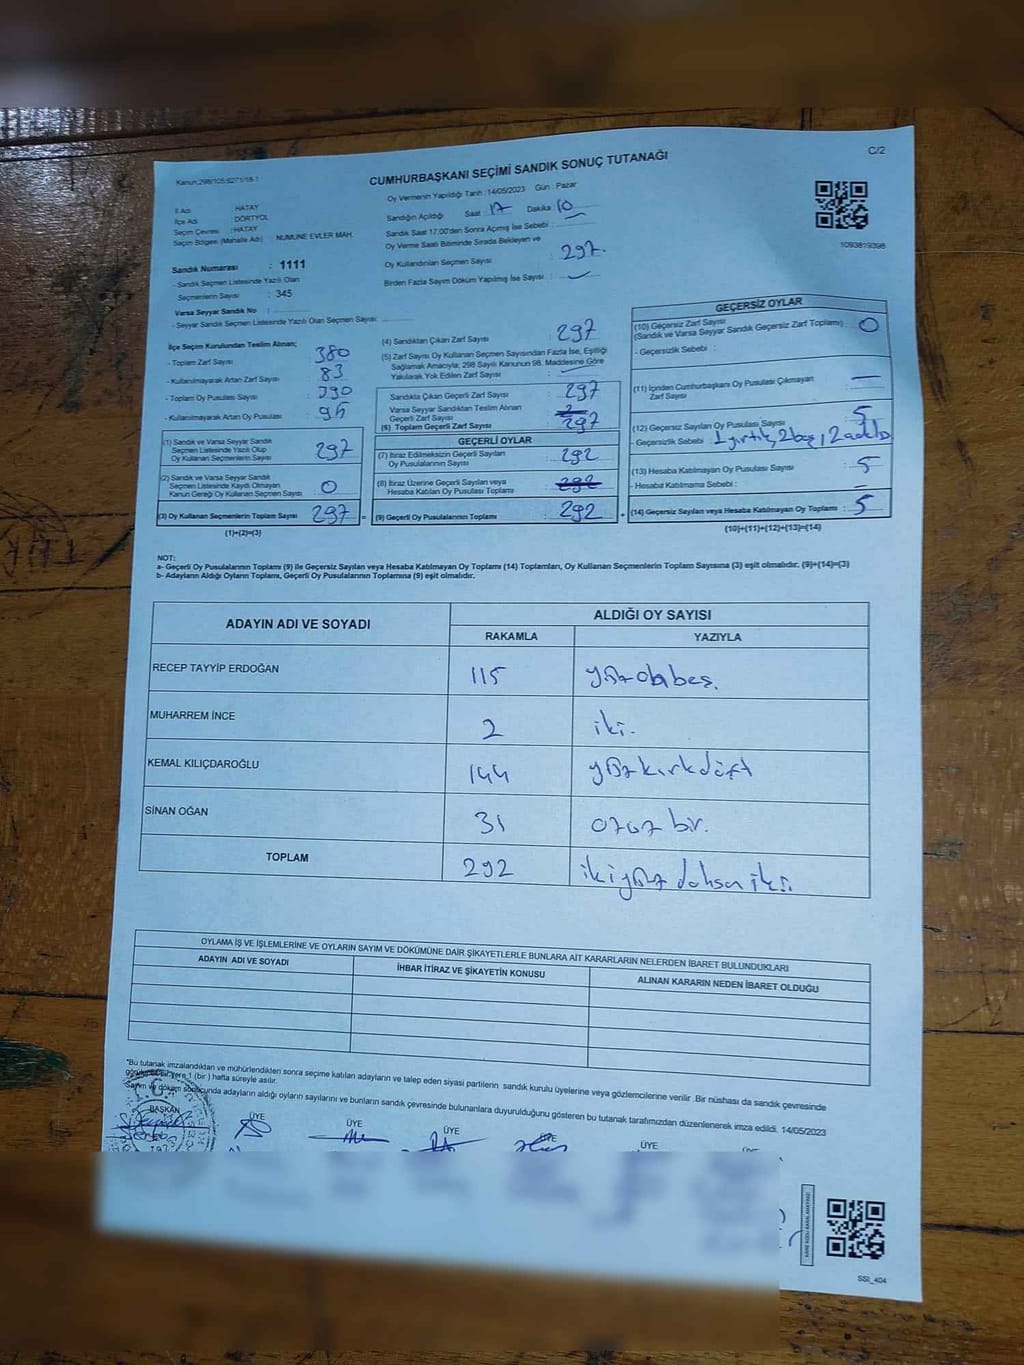 C/2
CUMHURBAŞKANI SEÇİMİ SANDIK SONUÇ TUTANAĞI
Kanun:298/105;6271/18-1
İl Adı : HATAY
İlçe Adı : DÖRTYOL
Seçim Çevresi : HATAY
Seçim Bölgesi (Mahalle Adı) : NUMUNE EVLER MAH.
Sandık Numarası : 1111
- Sandık Seçmen Listesinde Yazılı Olan
Seçmenlerin Sayısı : 345
Varsa Seyyar Sandık No :
- Seyyar Sandık Seçmen Listesinde Yazılı Olan Seçmen Sayısı:
Oy Vermenin Yapıldığı Tarih :14/05/2023 Gün : Pazar
Sandığın Açıldığı Saat : 17 Dakika : 10
Sandık Saat 17.00'den Sonra Açılmış İse Sebebi :
Oy Verme Saati Bitiminde Sırada Bekleyen ve
Oy Kullandırılan Seçmen Sayısı : 297.
Birden Fazla Sayım Döküm Yapılmış İse Sayısı :
1093819398
İlçe Seçim Kurulundan Teslim Alınan;
- Toplam Zarf Sayısı : 380
- Kullanılmayarak Artan Zarf Sayısı : 83
- Toplam Oy Pusulası Sayısı : 390
- Kullanılmayarak Artan Oy Pusulası : 95
(1) Sandık ve Varsa Seyyar Sandık
Seçmen Listesinde Yazılı Olup
Oy Kullanan Seçmenlerin Sayısı : 297
(2) Sandık ve Varsa Seyyar Sandık
Seçmen Listesinde Kaydı Olmayan
Kanun Gereği Oy Kullanan Seçmen Sayısı : 0
(3) Oy Kullanan Seçmenlerin Toplam Sayısı : 297 =
(1)+(2)=(3)
(4) Sandıktan Çıkan Zarf Sayısı : 297
(5) Zarf Sayısı Oy Kullanan Seçmen Sayısından Fazla İse, Eşitliği
Sağlamak Amacıyla, 298 Sayılı Kanunun 98. Maddesine Göre
Yakılarak Yok Edilen Zarf Sayısı :
Sandıkta Çıkan Geçerli Zarf Sayısı : 297
Varsa Seyyar Sandıktan Teslim Alınan
Geçerli Zarf Sayısı :
(6) Toplam Geçerli Zarf Sayısı : 297
GEÇERLİ OYLAR
(7) İtiraz Edilmeksizin Geçerli Sayılan
Oy Pusulalarının Sayısı : 292
(8) İtiraz Üzerine Geçerli Sayılan veya
Hesaba Katılan Oy Pusulaları Toplamı : 292
(9) Geçerli Oy Pusulalarının Toplamı : 292 +
GEÇERSİZ OYLAR
(10) Geçersiz Zarf Sayısı
(Sandık ve Varsa Seyyar Sandık Geçersiz Zarf Toplamı) : 0
- Geçersizlik Sebebi :
(11) İçinden Cumhurbaşkanı Oy Pusulası Çıkmayan
Zarf Sayısı : —
(12) Geçersiz Sayılan Oy Pusulası Sayısı : 5
- Geçersizlik Sebebi : 1 yırtık, 2 boş,
(13) Hesaba Katılmayan Oy Pusulası Sayısı : 5
- Hesaba Katılmama Sebebi : –
(14) Geçersiz Sayılan veya Hesaba Katılmayan Oy Toplamı : 5
(10)+(11)+(12)+(13)=(14)
NOT:
a- Geçerli Oy Pusulalarının Toplamı (9) ile Geçersiz Sayılan veya Hesaba Katılmayan Oy Toplamı (14) Toplamları, Oy Kullanan Seçmenlerin Toplam Sayısına (3) eşit olmalıdır. (9)+(14)=(3)
b- Adayların Aldığı Oyların Toplamı, Geçerli Oy Pusulalarının Toplamına (9) eşit olmalıdır.
ADAYIN ADI VE SOYADI ALDIĞI OY SAYISI
RAKAMLA YAZIYLA
RECEP TAYYİP ERDOĞAN 115 yüz on beş.
MUHARREM İNCE 2 iki.
KEMAL KILIÇDAROĞLU 144 yüz kırk dört
SİNAN OĞAN 31 otuz bir.
TOPLAM 292 iki yüz doksan iki.
OYLAMA İŞ VE İŞLEMLERİNE VE OYLARIN SAYIM VE DÖKÜMÜNE DAİR ŞİKAYETLERLE BUNLARA AİT KARARLARIN NELERDEN İBARET BULUNDUKLARI
ADAYIN ADI VE SOYADI İHBAR İTİRAZ VE ŞİKAYETİN KONUSU ALINAN KARARIN NEDEN İBARET OLDUĞU
*Bu tutanak imzalandıktan ve mühürlendikten sonra seçime katılan adayların ve talep eden siyasi partilerin sandık kurulu üyelerine veya gözlemcilerine verilir .Bir nüshası da sandık çevresinde
yere 1 (bir ) hafta süreyle asılır.
Sayım ve döküm sonucunda adayların aldığı oyların sayılarını ve bunların sandık çevresinde bulunanlara duyurulduğunu gösteren bu tutanak tarafımızdan düzenlenerek imza edildi. 14/05/2023
BAŞKAN ÜYE ÜYE ÜYE ÜYE ÜYE
T.C.
SSI_404